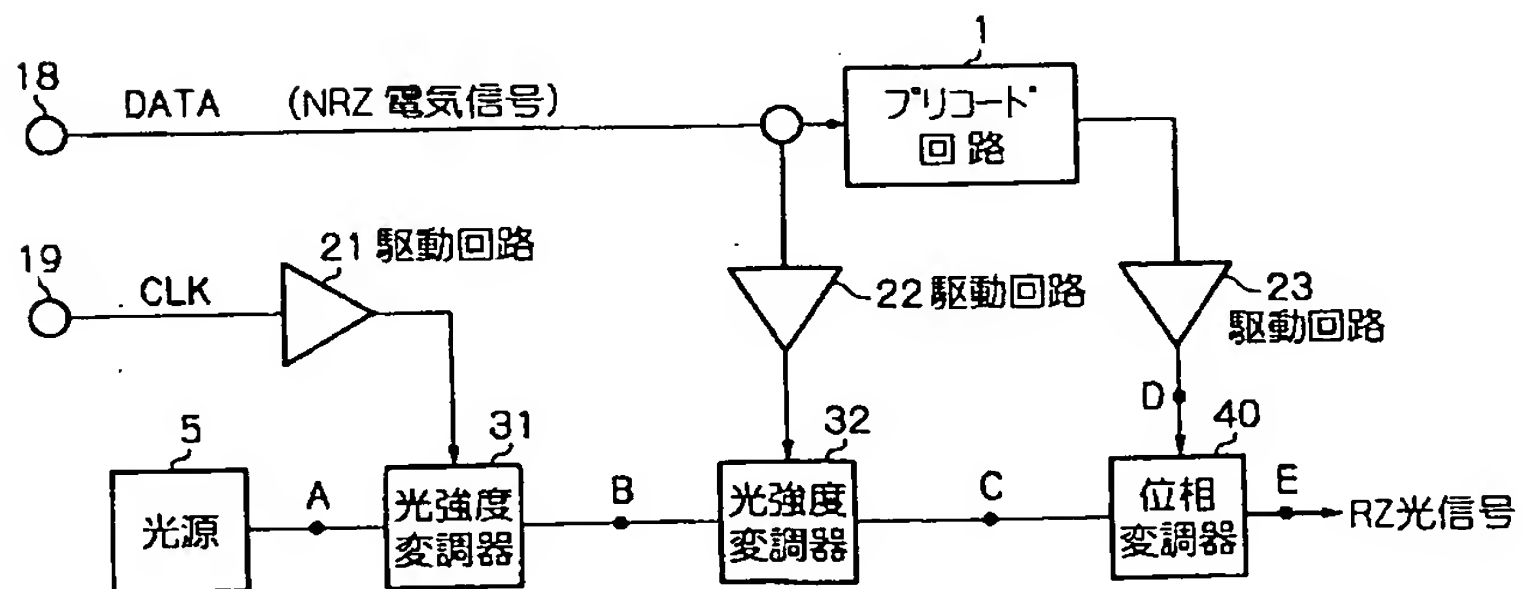 1
18
DATA (NRZ 電気信号)
プリコード
回路
19
CLK
21 駆動回路
22 駆動回路
23
駆動回路
D
5
31
32
40
A
B
C
E
光源
光強度
変調器
光強度
変調器
位相
変調器
RZ光信号